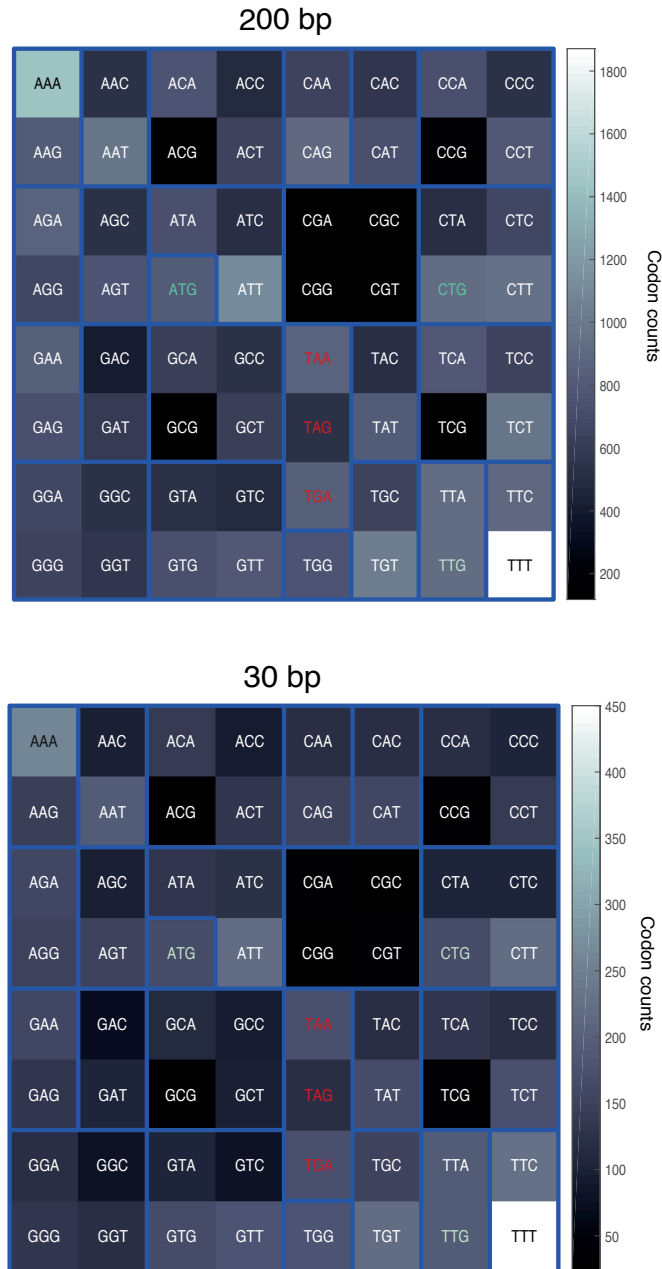 200 bp
AAA AAC ACA ACC CAA CAC CCA CCC
AAG AAT ACG ACT CAG CAT CCG CCT
AGA AGC ATA ATC CGA CGC CTA CTC
AGG AGT ATG ATT CGG CGT CTG CTT
GAA GAC GCA GCC TAA TAC TCA TCC
GAG GAT GCG GCT TAG TAT TCG TCT
GGA GGC GTA GTC TGA TGC TTA TTC
GGG GGT GTG GTT TGG TGT TTG TTT
1800
1600
1400
1200
1000
800
600
400
200
Codon counts
30 bp
AAA AAC ACA ACC CAA CAC CCA CCC
AAG AAT ACG ACT CAG CAT CCG CCT
AGA AGC ATA ATC CGA CGC CTA CTC
AGG AGT ATG ATT CGG CGT CTG CTT
GAA GAC GCA GCC TAA TAC TCA TCC
GAG GAT GCG GCT TAG TAT TCG TCT
GGA GGC GTA GTC TGA TGC TTA TTC
GGG GGT GTG GTT TGG TGT TTG TTT
450
400
350
300
250
200
150
100
50
Codon counts